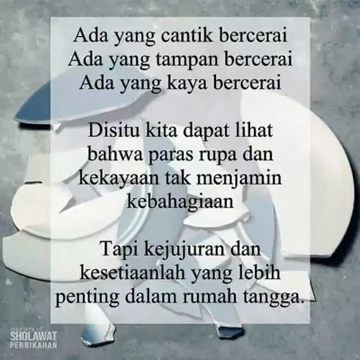 Ada yang cantik bercerai
Ada yang tampan bercerai
Ada yang kaya bercerai
Disitu kita dapat lihat
bahwa paras rupa dan
kekayaan tak menjamin
kebahagiaan
Tapi kejujuran dan
kesetiaanlah yang lebih
penting dalam rumah tangga.
SHOLAWAT
PERNIKAHAN